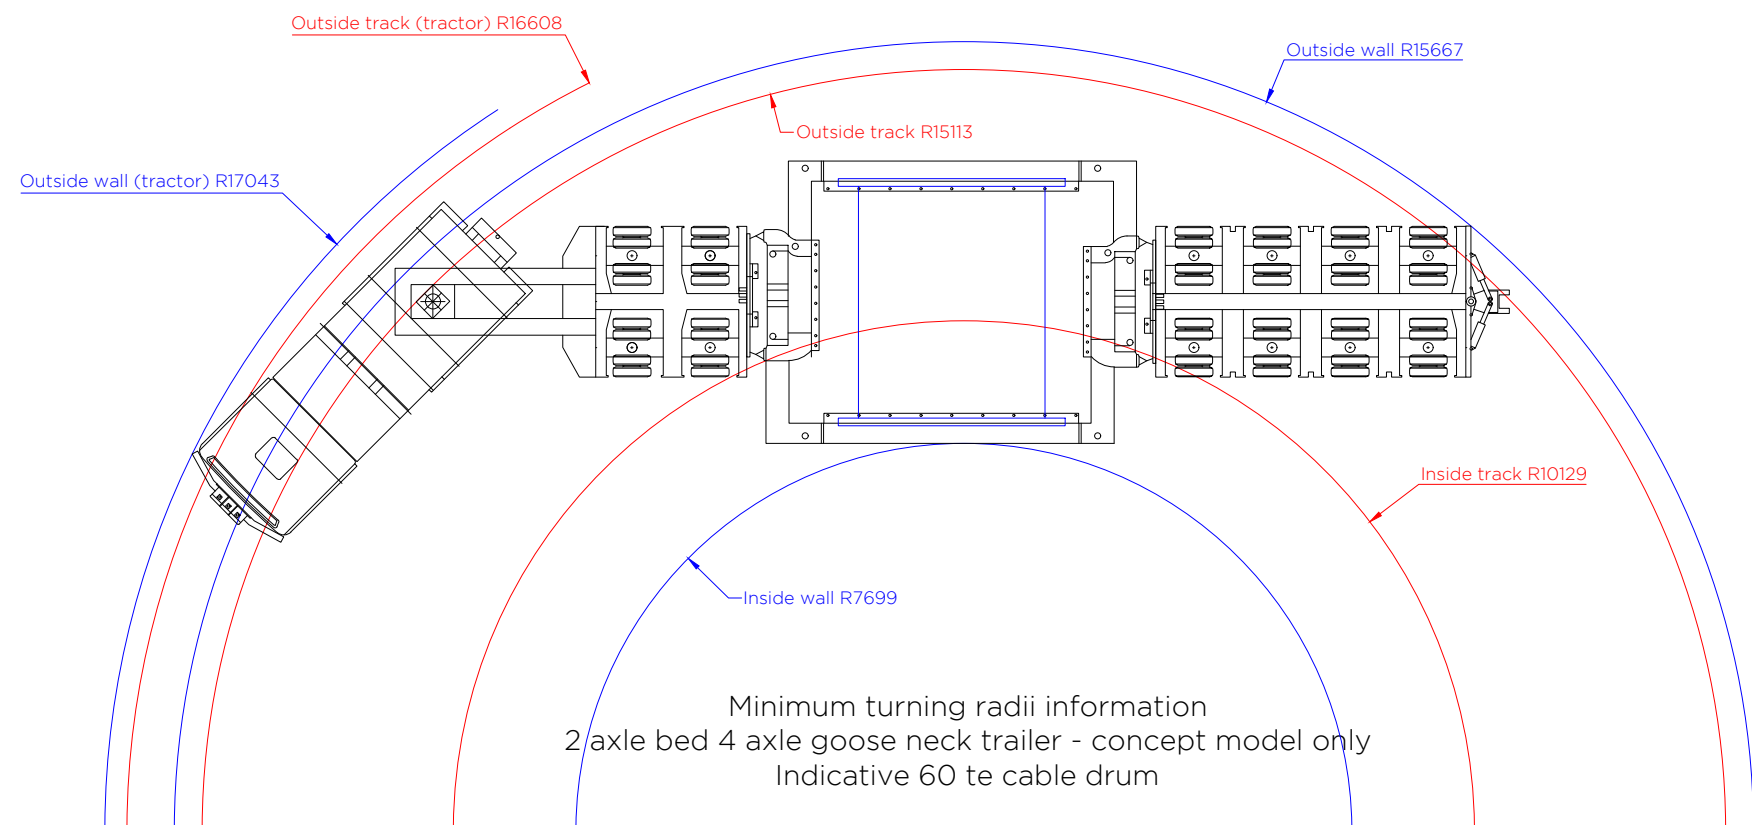 Outside track (tractor) R16608
Outside wall R15667
Outside track R15113
Outside wall (tractor) R17043
Inside track R10129
Inside wall R7699
Minimum turning radii information
2 axle bed 4 axle goose neck trailer - concept model only
Indicative 60 te cable drum